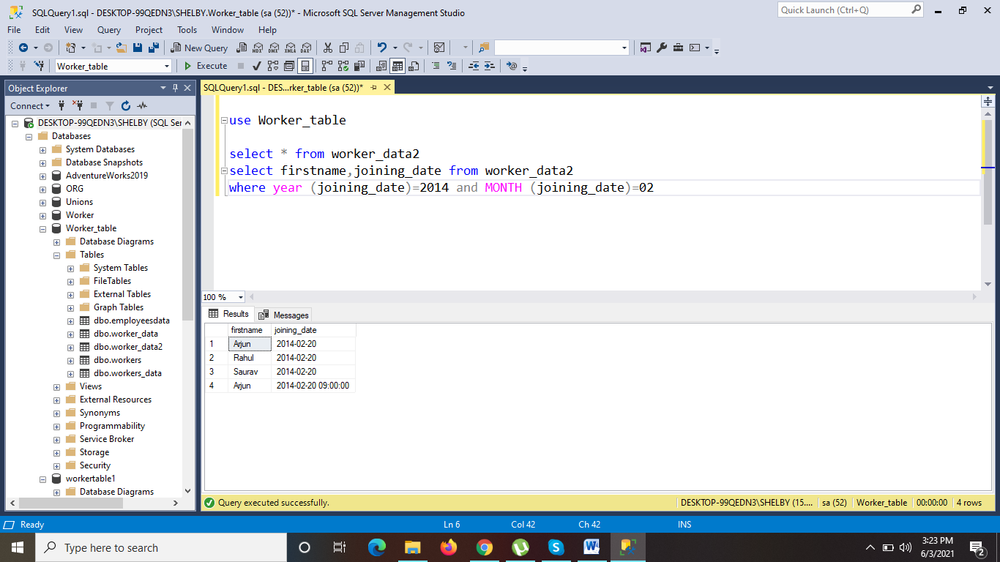 SQLQuery1.sql - DESKTOP-99QEDN3\SHELBY.Worker_table (sa (52))* - Microsoft SQL Server Management Studio
Quick Launch (Ctrl+Q)
File Edit View Query Project Tools Window Help
New Query MDX DMX XMLA DAX
Worker_table Execute
Object Explorer
SQLQuery1.sql - DES...rker_table (sa (52))*
Connect
DESKTOP-99QEDN3\SHELBY (SQL Ser
Databases
System Databases
Database Snapshots
AdventureWorks2019
ORG
Unions
Worker
Worker_table
Database Diagrams
Tables
System Tables
FileTables
External Tables
Graph Tables
dbo.employeesdata
dbo.worker_data
dbo.worker_data2
dbo.workers
dbo.workers_data
Views
External Resources
Synonyms
Programmability
Service Broker
Storage
Security
workertable1
Database Diagrams
use Worker_table
select * from worker_data2
select firstname,joining_date from worker_data2
where year (joining_date)=2014 and MONTH (joining_date)=02
100 %
Results Messages
firstname joining_date
1 Arjun 2014-02-20
2 Rahul 2014-02-20
3 Saurav 2014-02-20
4 Arjun 2014-02-20 09:00:00
Query executed successfully.
DESKTOP-99QEDN3\SHELBY (15.... sa (52) Worker_table 00:00:00 4 rows
Ready Ln 6 Col 42 Ch 42 INS
Type here to search
3:23 PM
6/3/2021
2